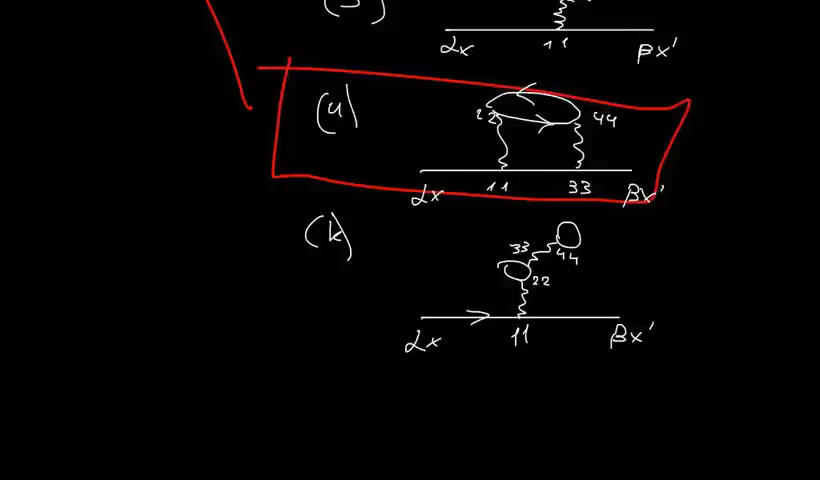 αx 11 βx'
(и)
22 44
αx 11 33 βx'
(k)
33 44
22
αx 11 βx'